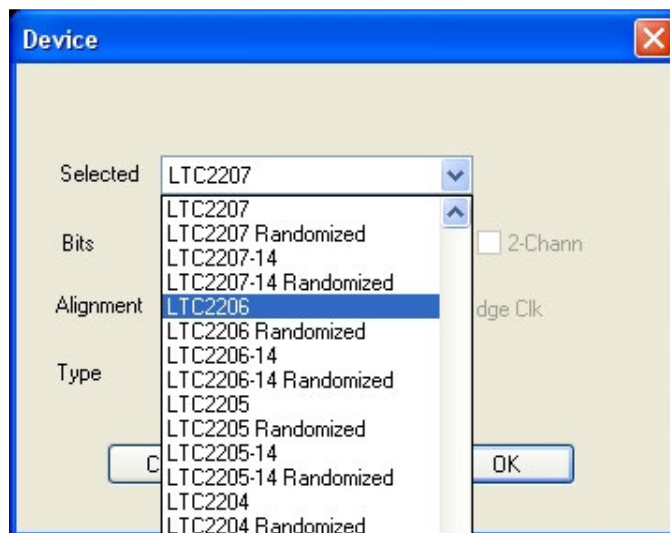 Device
Selected LTC2207
LTC2207
LTC2207 Randomized
Bits 2-Chann
LTC2207-14
LTC2207-14 Randomized
Alignment LTC2206 dge Clk
LTC2206 Randomized
LTC2206-14
Type LTC2206-14 Randomized
LTC2205
LTC2205 Randomized
LTC2205-14
C OK
LTC2205-14 Randomized
LTC2204
LTC2204 Randomized